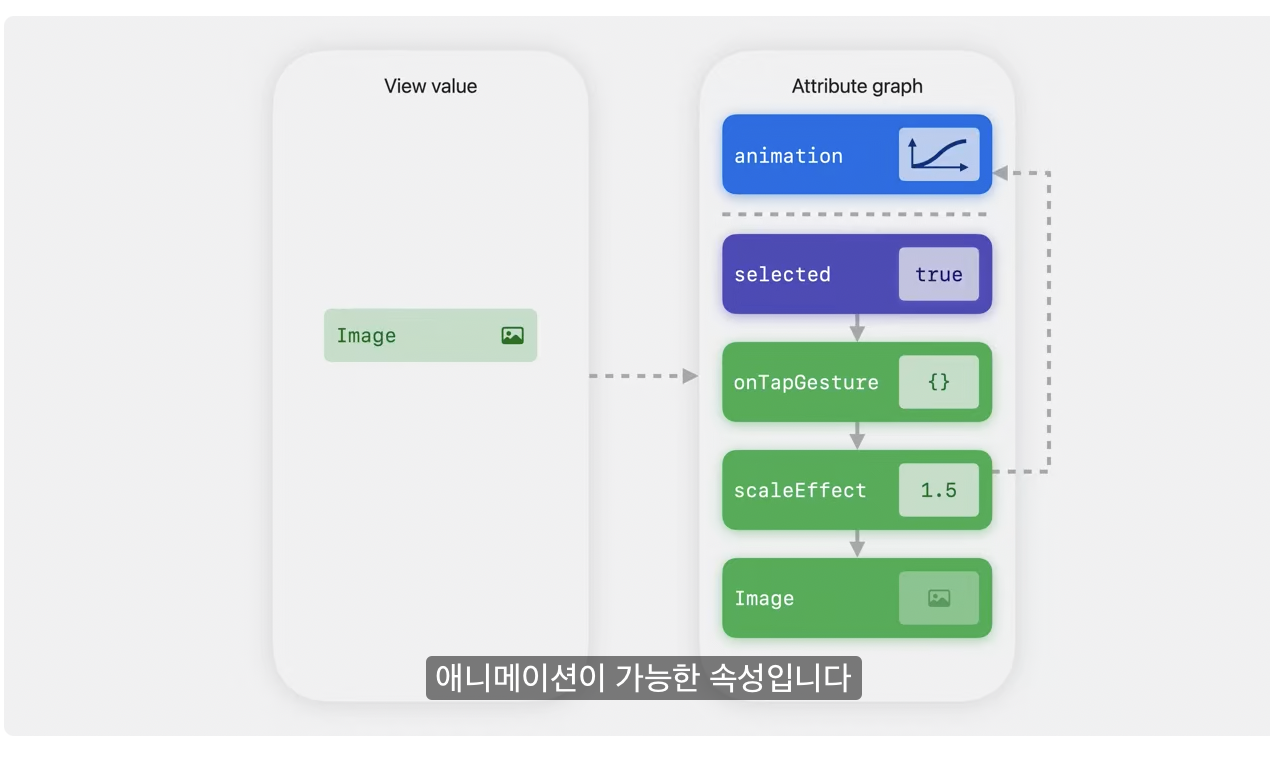 View value
Image
Attribute graph
animation
selected true
onTapGesture {}
scaleEffect 1.5
Image
애니메이션이 가능한 속성입니다